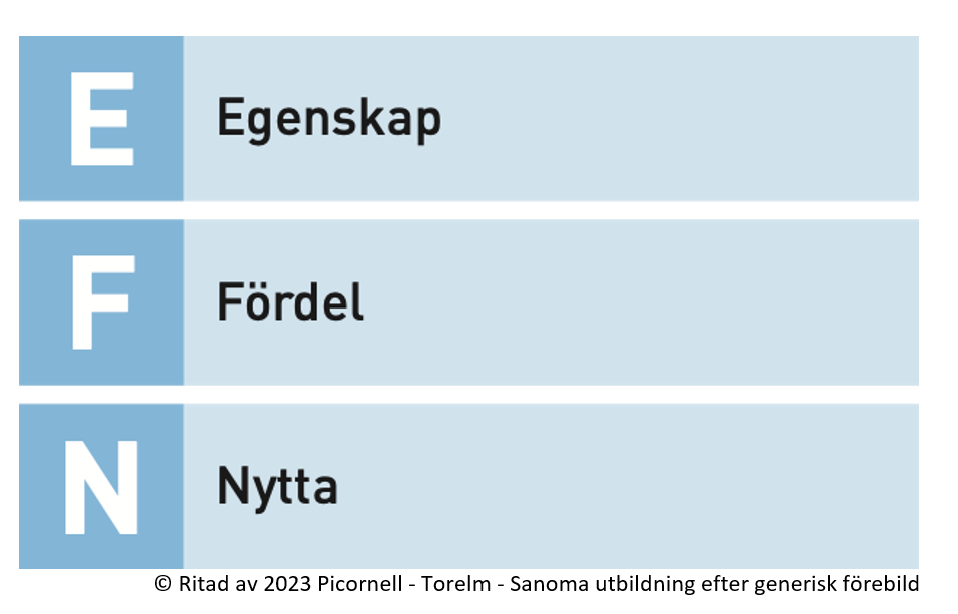 E Egenskap
F Fördel
N Nytta
© Ritad av 2023 Picornell - Torelm - Sanoma utbildning efter generisk förebild